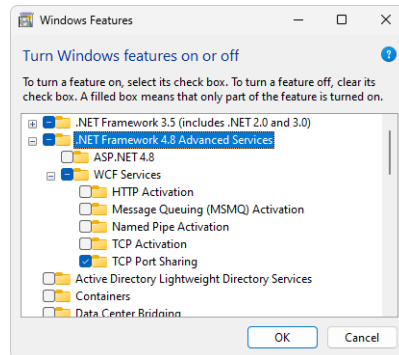 Windows Features
Turn Windows features on or off
To turn a feature on, select its check box. To turn a feature off, clear its
check box. A filled box means that only part of the feature is turned on.
.NET Framework 3.5 (includes .NET 2.0 and 3.0)
.NET Framework 4.8 Advanced Services
ASP.NET 4.8
WCF Services
HTTP Activation
Message Queuing (MSMQ) Activation
Named Pipe Activation
TCP Activation
TCP Port Sharing
Active Directory Lightweight Directory Services
Containers
Data Center Bridging
OK Cancel